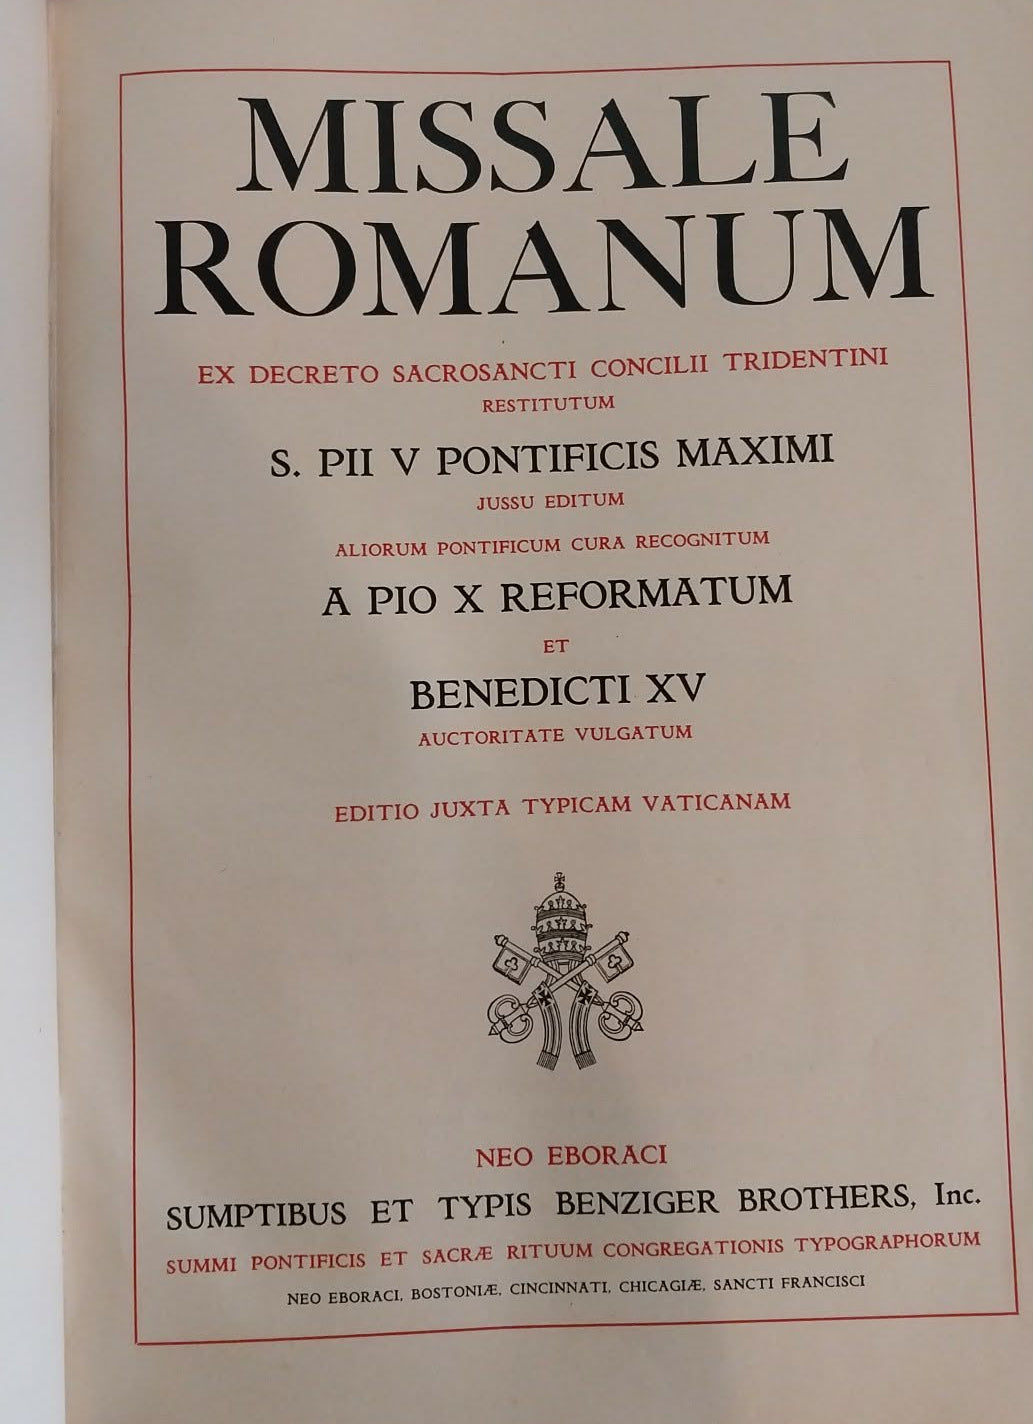 MISSALE
ROMANUM
EX DECRETO SACROSANCTI CONCILII TRIDENTINI
RESTITUTUM
S. PII V PONTIFICIS MAXIMI
JUSSU EDITUM
ALIORUM PONTIFICUM CURA RECOGNITUM
A PIO X REFORMATUM
ET
BENEDICTI XV
AUCTORITATE VULGATUM
EDITIO JUXTA TYPICAM VATICANAM
NEO EBORACI
SUMPTIBUS ET TYPIS BENZIGER BROTHERS, Inc.
SUMMI PONTIFICIS ET SACRÆ RITUUM CONGREGATIONIS TYPOGRAPHORUM
NEO EBORACI, BOSTONIÆ, CINCINNATI, CHICAGIÆ, SANCTI FRANCISCI